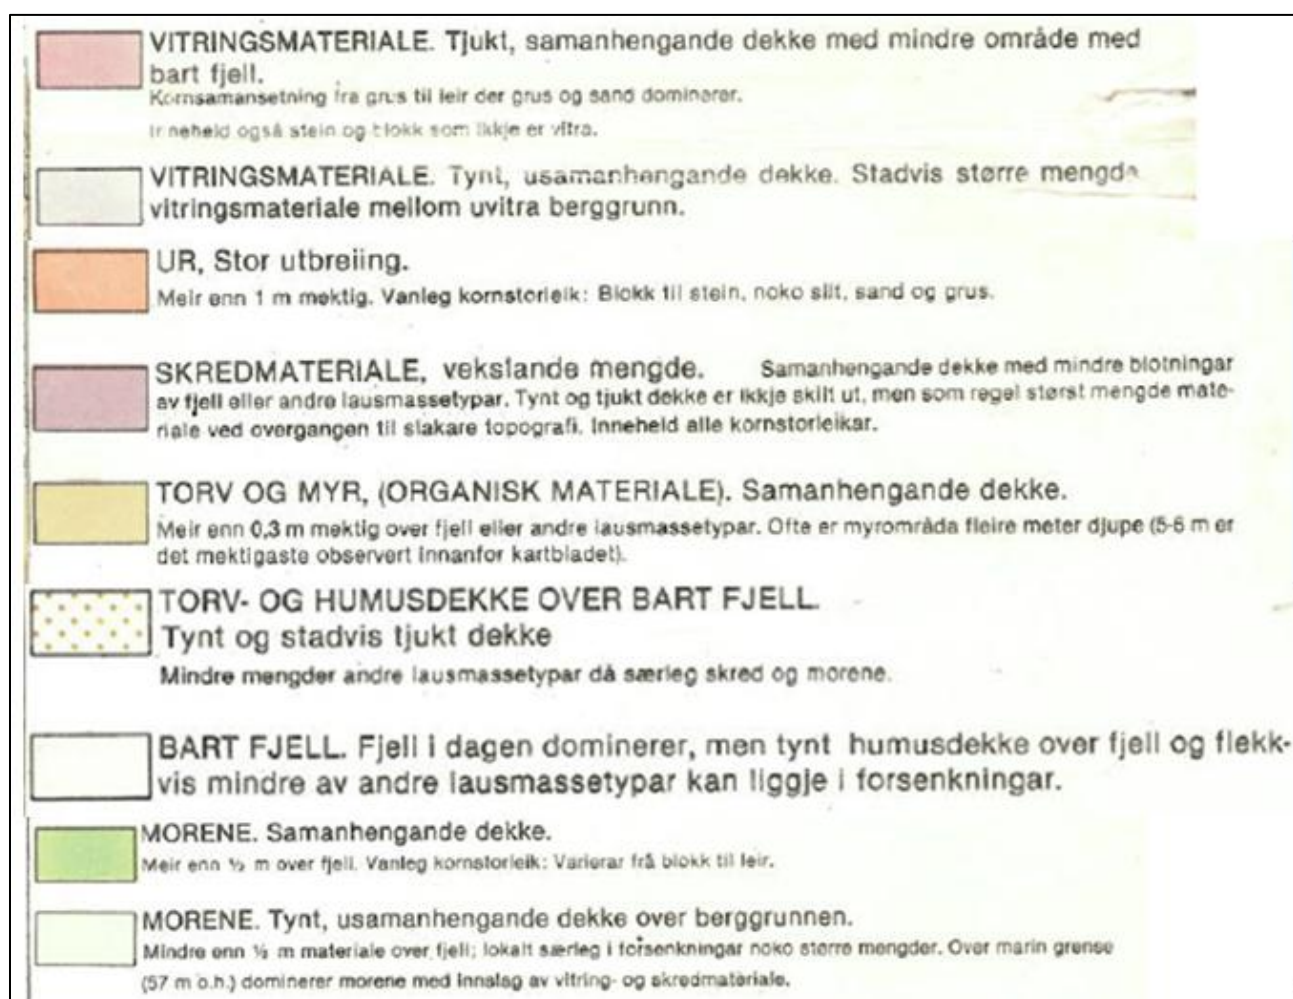 VITRINGSMATERIALE. Tjukt, samanhengande dekke med mindre område med
bart fjell.
Kornsamansetning fra grus til leir der grus og sand dominerer.
Inneheld også stein og blokk som ikkje er vitra.
VITRINGSMATERIALE. Tynt, usamanhengande dekke. Stadvis større mengde
vitringsmateriale mellom uvitra berggrunn.
UR, Stor utbreiing.
Meir enn 1 m mektig. Vanleg kornstorleik: Blokk til stein, noko silt, sand og grus.
SKREDMATERIALE, vekslande mengde. Samanhengande dekke med mindre blotningar
av fjell eller andre lausmassetypar. Tynt og tjukt dekke er ikkje skilt ut, men som regel størst mengde mate-
riale ved overgangen til slakare topografi. Inneheld alle kornstorleikar.
TORV OG MYR, (ORGANISK MATERIALE). Samanhengande dekke.
Meir enn 0,3 m mektig over fjell eller andre lausmassetypar. Ofte er myrområda fleire meter djupe (5-6 m er
det mektigaste observert innanfor kartbladet).
TORV- OG HUMUSDEKKE OVER BART FJELL.
Tynt og stadvis tjukt dekke
Mindre mengder andre lausmassetypar då særleg skred og morene.
BART FJELL. Fjell i dagen dominerer, men tynt humusdekke over fjell og flekk-
vis mindre av andre lausmassetypar kan liggje i forsenkningar.
MORENE. Samanhengande dekke.
Meir enn ½ m over fjell. Vanleg kornstorleik: Varierar frå blokk til leir.
MORENE. Tynt, usamanhengande dekke over berggrunnen.
Mindre enn ½ m materiale over fjell; lokalt særleg i forsenkningar noko større mengder. Over marin grense
(57 m o.h.) dominerer morene med innslag av vitring- og skredmateriale.